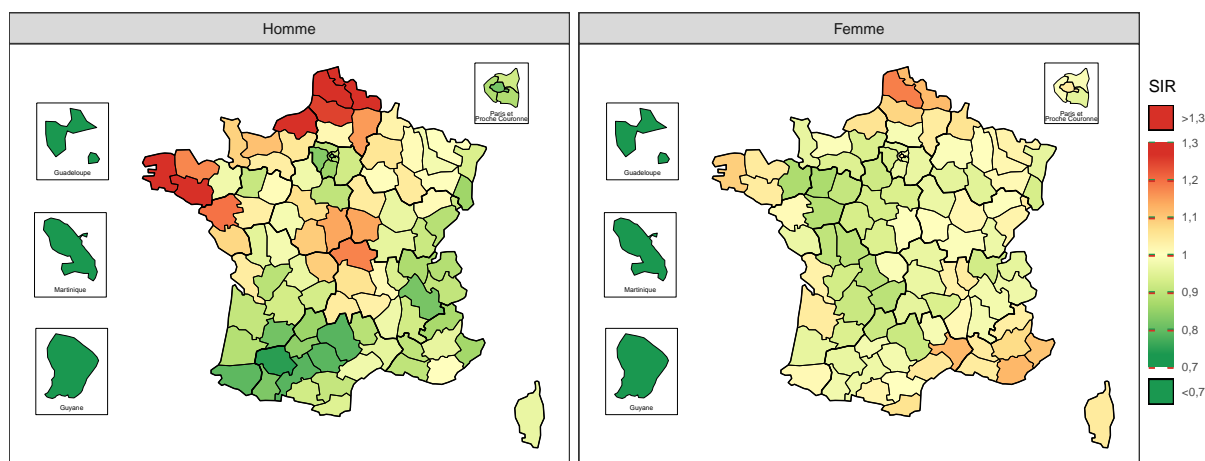 Homme
Femme
Paris et
Proche Couronne
Guadeloupe
Martinique
Guyane
Paris et
Proche Couronne
Guadeloupe
Martinique
Guyane
SIR
>1,3
1,3
1,2
1,1
1
0,9
0,8
0,7
<0,7